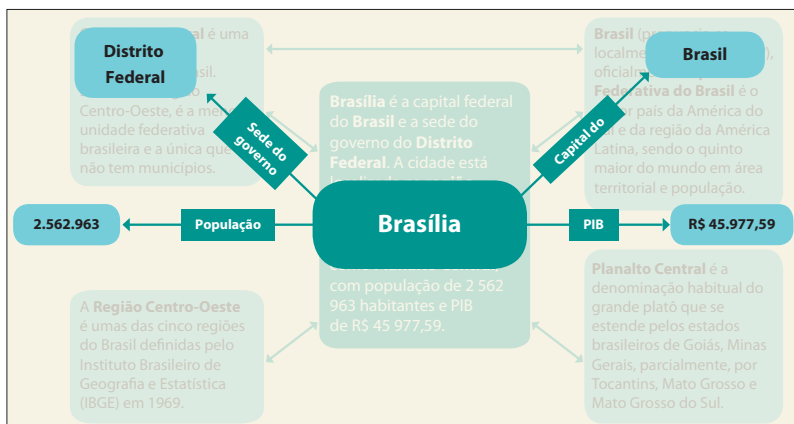 Distrito
Federal
al é uma
sil.
o
Centro-Oeste, é a
unidade federativa
brasileira e a única que
não tem municípios.
Brasil
Brasil
localm
oficialm
Federativa do Brasil é o
or país da América do
e da região da América
Latina, sendo o quinto
maior do mundo em área
territorial e população.
Brasília é a capital federal
do Brasil e a sede do
governo do Distrito
Federal. A cidade está
Sede do
governo
Capital do
2.562.963
População
Brasília
PIB
R$ 45.977,59
com população de 2 562
963 habitantes e PIB
de R$ 45 977,59.
A Região Centro-Oeste
é umas das cinco regiões
do Brasil definidas pelo
Instituto Brasileiro de
Geografia e Estatística
(IBGE) em 1969.
Planalto Central é a
denominação habitual do
grande platô que se
estende pelos estados
brasileiros de Goiás, Minas
Gerais, parcialmente, por
Tocantins, Mato Grosso e
Mato Grosso do Sul.